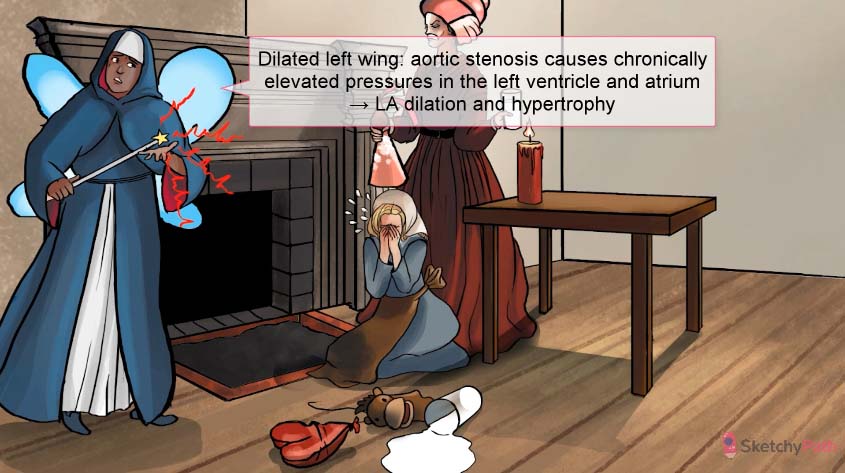 Dilated left wing: aortic stenosis causes chronically
elevated pressures in the left ventricle and atrium
→ LA dilation and hypertrophy
SketchyPath